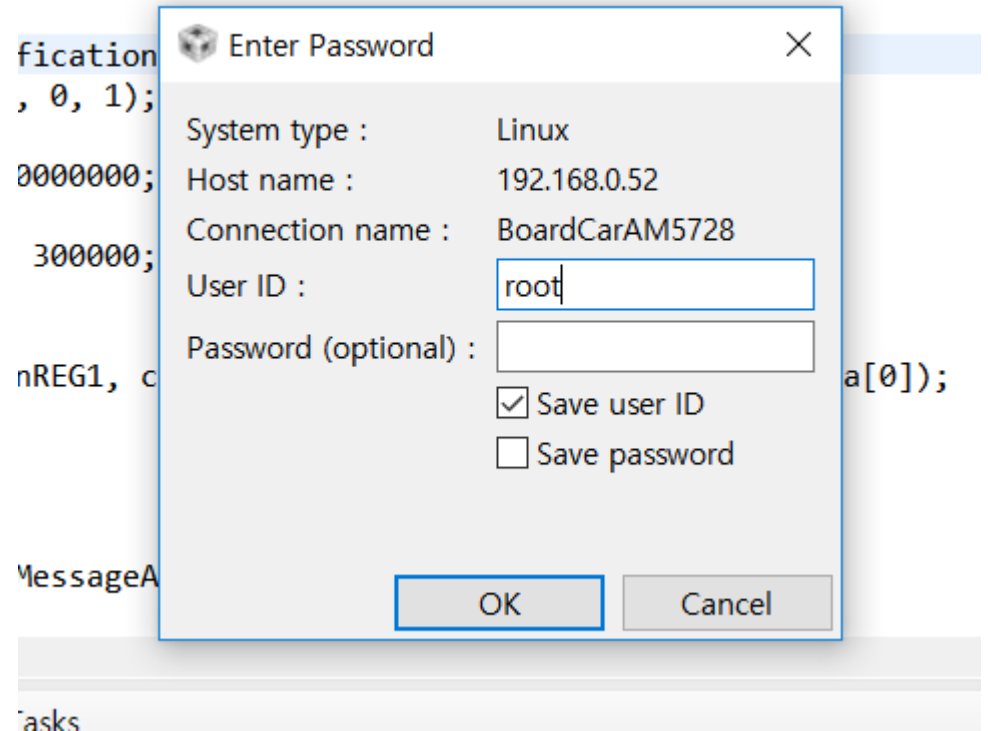 Enter Password
fication
, 0, 1);
System type : Linux
0000000;
Host name : 192.168.0.52
Connection name : BoardCarAM5728
300000;
User ID : root
Password (optional) :
nREG1, c
a[0]);
Save user ID
Save password
MessageA
OK Cancel
Tasks